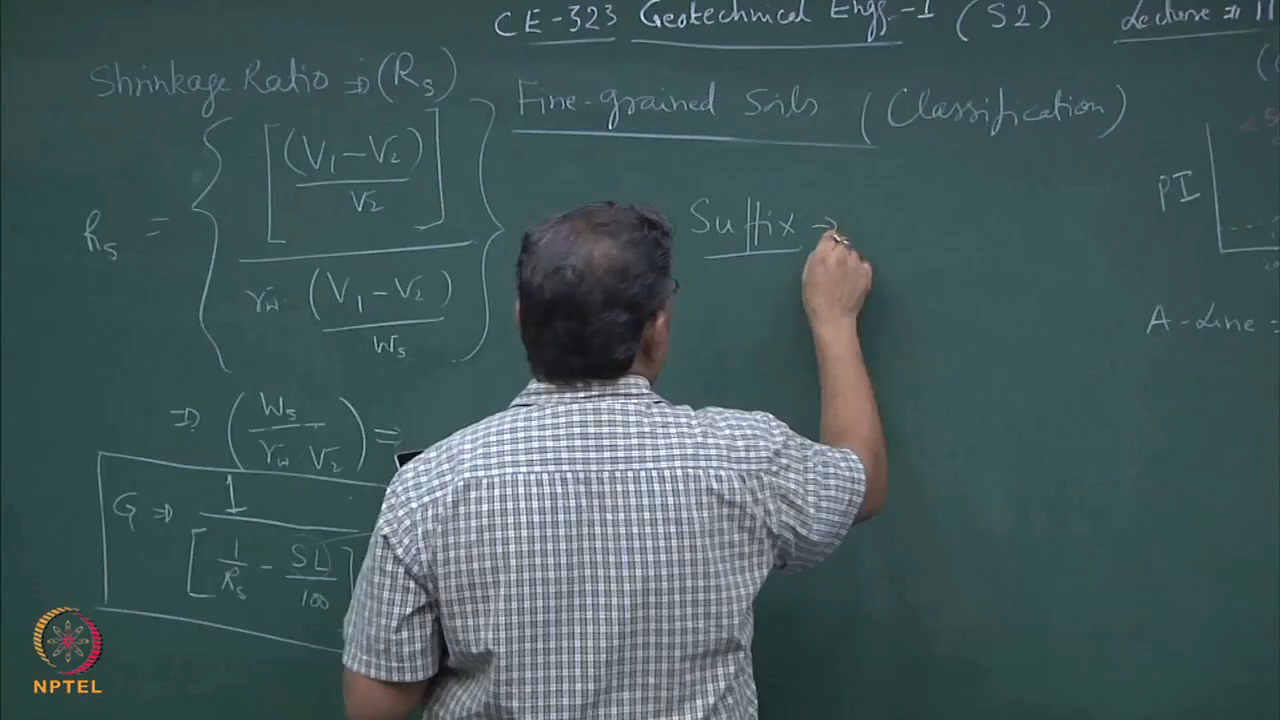 CE-323 Geotechnical Engg.-I (S2) Lecture # 11
Shrinkage Ratio ⇒ (Rs)
Rs = { [(V1-V2) / V2] / γw · (V1-V2) / Ws }
⇒ (Ws / γw · V2) =
G ⇒ 1 / [1/Rs - SL/100]
Fine-grained Soils (Classification)
Suffix ⇒
PI
A-Line =
NPTEL